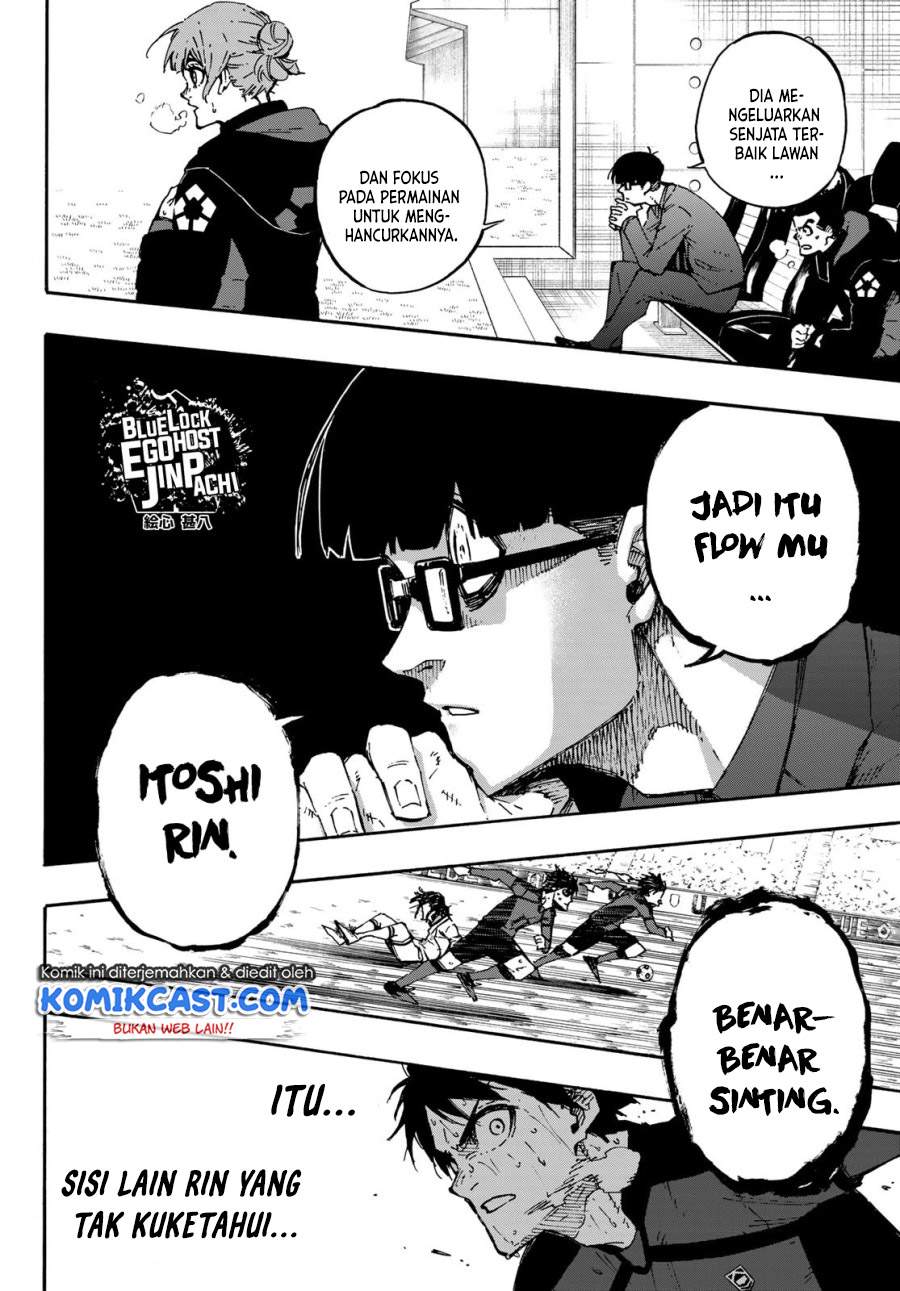 DIA ME-
NGELUARKAN
SENJATA TER-
BAIK LAWAN
...
DAN FOKUS
PADA PERMAINAN
UNTUK MENG-
HANCURKANNYA.
BLUELOCK
EGOHOST
JINPACHI
絵心 甚八
JADI ITU
FLOW MU
...
ITOSHI
RIN.
Komik ini diterjemahkan & diedit oleh
KOMIKCAST.COM
BUKAN WEB LAIN!!
BENAR-
BENAR
SINTING.
ITU...
SISI LAIN RIN YANG
TAK KUKETAHUI...